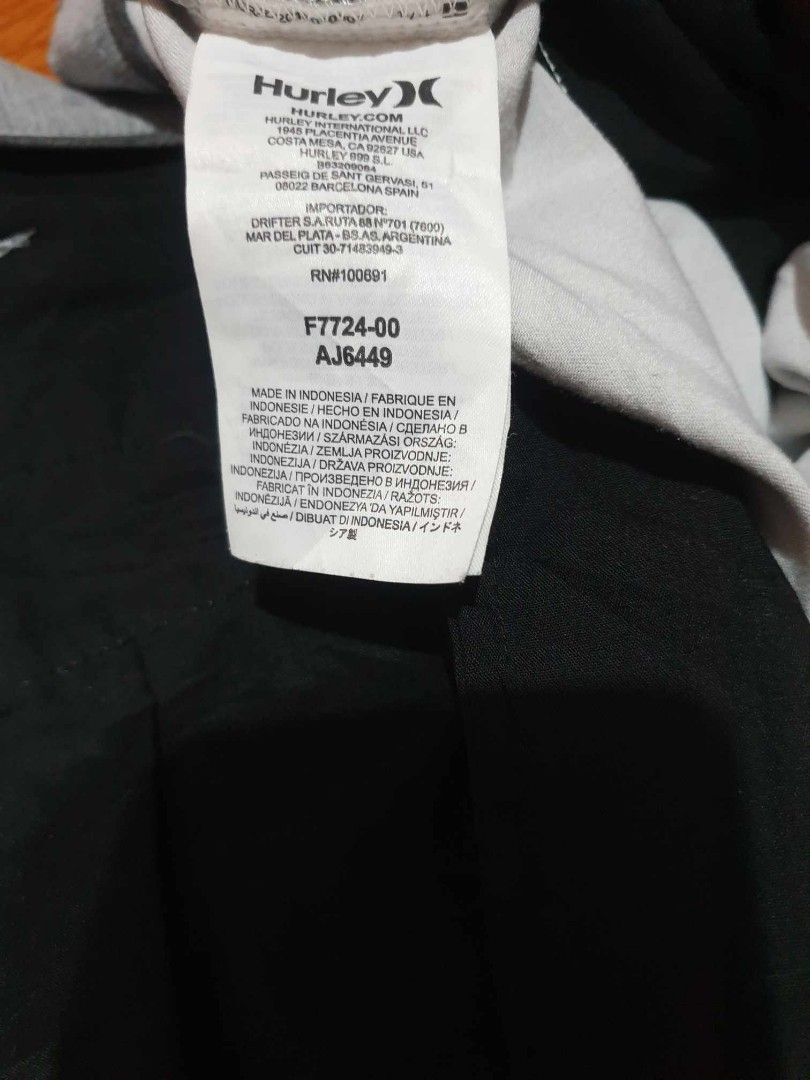 Hurley
HURLEY.COM
HURLEY INTERNATIONAL LLC
1945 PLACENTIA AVENUE
COSTA MESA, CA 92627 USA
HURLEY 999 S.L.
B63209084
PASSEIG DE SANT GERVASI, 51
08022 BARCELONA SPAIN
IMPORTADOR:
DRIFTER S.A.RUTA 88 Nº701 (7600)
MAR DEL PLATA - BS.AS. ARGENTINA
CUIT 30-71483949-3
RN#100691
F7724-00
AJ6449
MADE IN INDONESIA / FABRIQUE EN
INDONESIE / HECHO EN INDONESIA /
FABRICADO NA INDONÉSIA / СДЕЛАНО В
ИНДОНЕЗИИ / SZÁRMAZÁSI ORSZÁG:
INDONÉZIA / ZEMLJA PROIZVODNJE:
INDONEZIJA / DRŽAVA PROIZVODNJE:
INDONEZIJA / ПРОИЗВЕДЕНО В ИНДОНЕЗИЯ /
FABRICAT ÎN INDONEZIA / RAŽOTS:
INDONĒZIJĀ / ENDONEZYA'DA YAPILMIŞTIR /
صنع في اندونيسيا / DIBUAT DI INDONESIA / インドネ
シア製